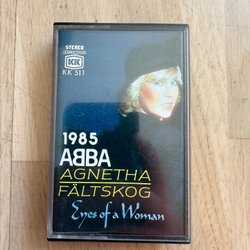 STEREO
KK
KK 511
1985
ABBA
AGNETHA
FÄLTSKOG
Eyes of a Woman